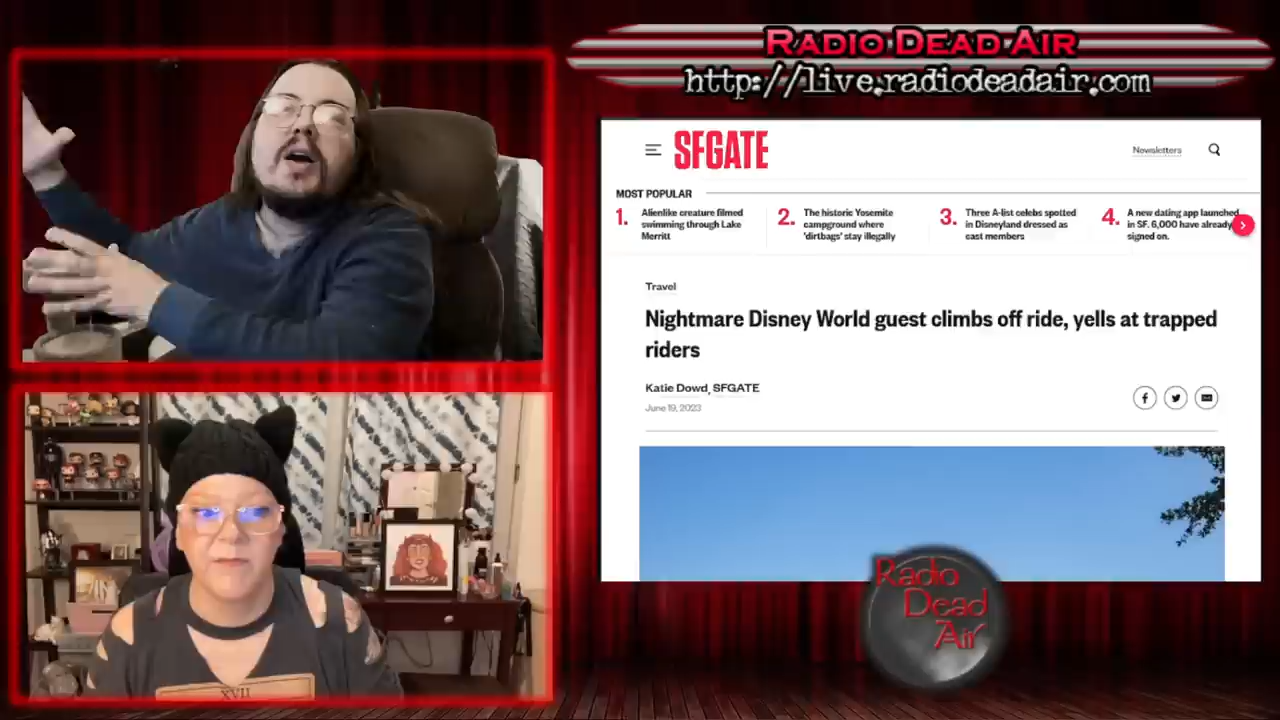 Radio Dead Air
http://live.radiodeadair.com
SFGATE
Newsletters
MOST POPULAR
1.
Alienlike creature filmed
swimming through Lake
Merritt
2.
The historic Yosemite
campground where
'dirtbags' stay illegally
3.
Three A-list celebs spotted
in Disneyland dressed as
cast members
4.
A new dating app launched
in SF. 6,000 have already
signed on.
Travel
Nightmare Disney World guest climbs off ride, yells at trapped
riders
Katie Dowd, SFGATE
June 19, 2023
Radio
Dead
Air
XVII